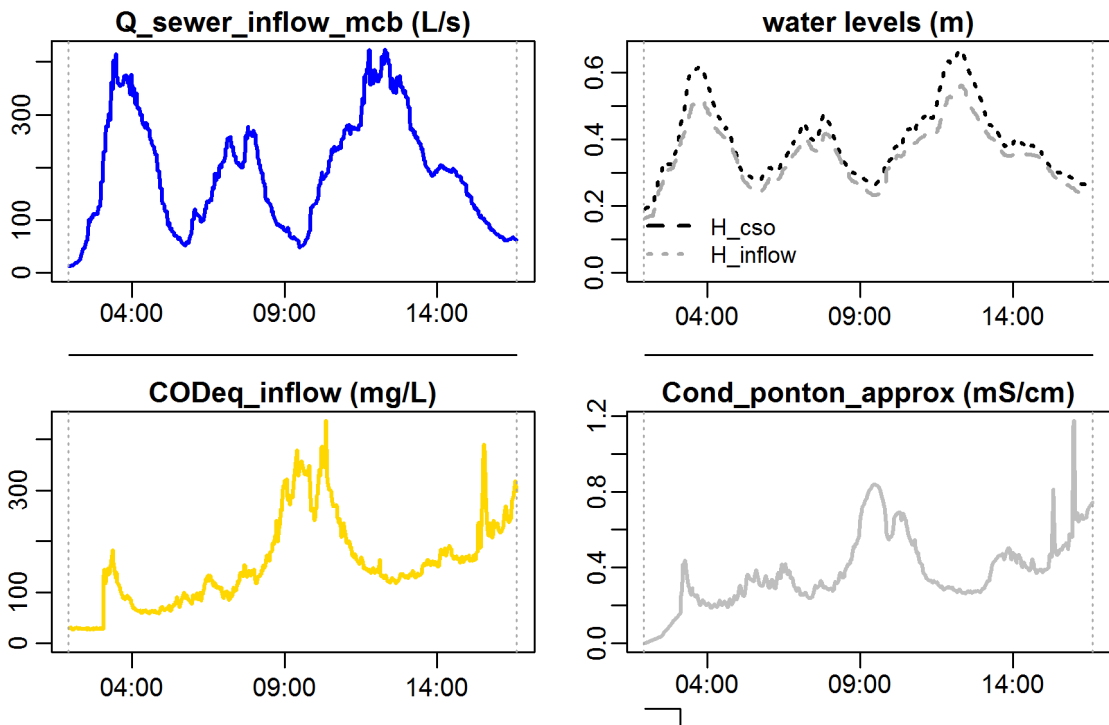 Q_sewer_inflow_mcb (L/s)
0 100 300
04:00 09:00 14:00
water levels (m)
0.0 0.2 0.4 0.6
H_cso
H_inflow
04:00 09:00 14:00
CODeq_inflow (mg/L)
0 100 300
04:00 09:00 14:00
Cond_ponton_approx (mS/cm)
0.0 0.4 0.8 1.2
04:00 09:00 14:00